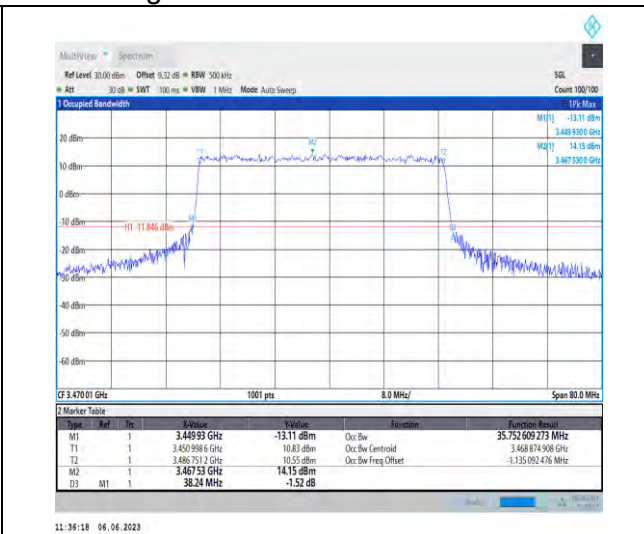 MultiView Spectrum
Ref Level 30.00 dBm Offset 9.32 dB RBW 500 kHz SGL
Att 30 dB SWT 100 ms VBW 1 MHz Mode Auto Sweep Count 100/100
1 Occupied Bandwidth 1Pk Max
M1[1] -13.11 dBm
3.449 930 0 GHz
M2[1] 14.15 dBm
3.467 530 0 GHz
20 dBm
M2
T1 T2
10 dBm
0 dBm
-10 dBm
M1
H1 -11.846 dBm
D3
-20 dBm
-30 dBm
-40 dBm
-50 dBm
-60 dBm
CF 3.470 01 GHz 1001 pts 8.0 MHz/ Span 80.0 MHz
2 Marker Table
Type Ref Trc X-Value Y-Value Function Function Result
M1 1 3.449 93 GHz -13.11 dBm Occ Bw 35.752 609 273 MHz
T1 1 3.450 998 6 GHz 10.83 dBm Occ Bw Centroid 3.468 874 908 GHz
T2 1 3.486 751 2 GHz 10.55 dBm Occ Bw Freq Offset -1.135 092 476 MHz
M2 1 3.467 53 GHz 14.15 dBm
D3 M1 1 38.24 MHz -1.52 dB
11:36:18 06.06.2023